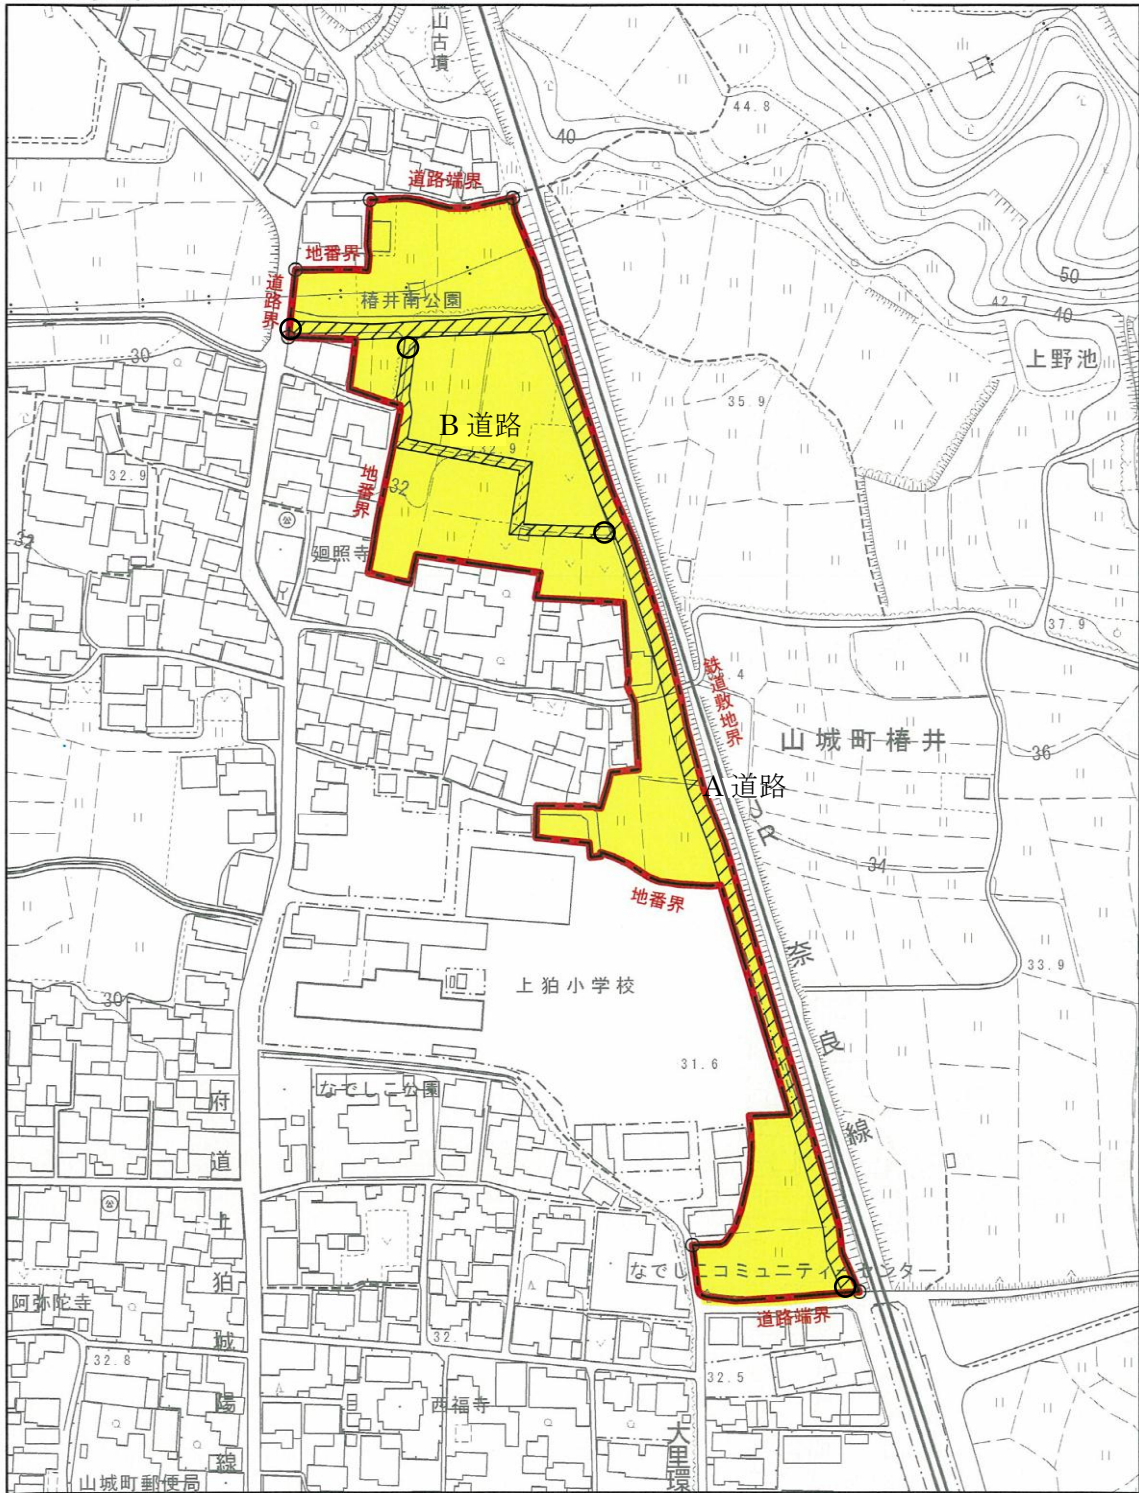 山古墳
44.8
40
道路端界
地番界
50
道路界
椿井南公園
42.7
40
30
上野池
35.9
B 道路
32.9
地番界
32
32
廻照寺
37.9
鉄道敷地界
山城町椿井
36
A 道路
JR
34
地番界
奈
33.9
上狛小学校
30
良
31.6
なでしこ公園
府
線
道
上
狛
なでしこコミュニティーセンター
阿弥陀寺
道路端界
城
32.1
32.8
32.5
陽
西福寺
大里環
線
山城町郵便局